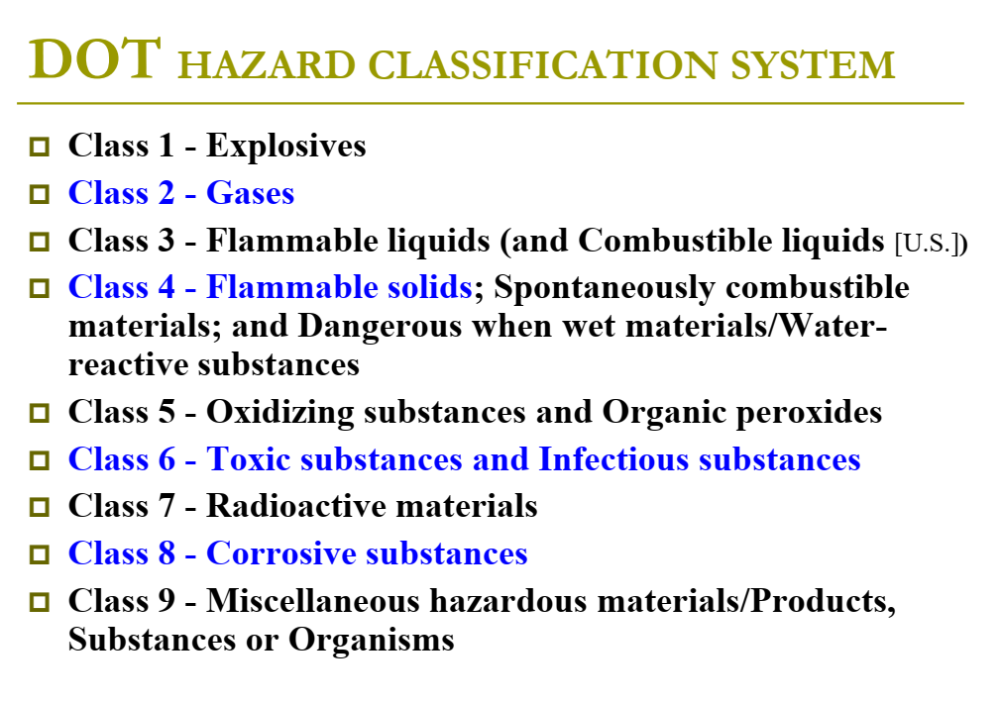 DOT HAZARD CLASSIFICATION SYSTEM
Class 1 - Explosives
Class 2 - Gases
Class 3 - Flammable liquids (and Combustible liquids [U.S.])
Class 4 - Flammable solids; Spontaneously combustible
materials; and Dangerous when wet materials/Water-
reactive substances
Class 5 - Oxidizing substances and Organic peroxides
Class 6 - Toxic substances and Infectious substances
Class 7 - Radioactive materials
Class 8 - Corrosive substances
Class 9 - Miscellaneous hazardous materials/Products,
Substances or Organisms